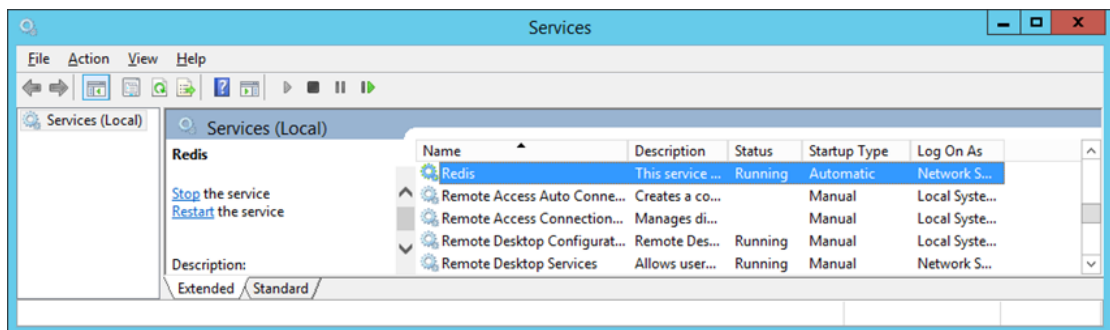 Services
File Action View Help
Services (Local)
Services (Local)
Redis
Stop the service
Restart the service
Description:
Name Description Status Startup Type Log On As
Redis This service ... Running Automatic Network S...
Remote Access Auto Conne... Creates a co... Manual Local Syste...
Remote Access Connection... Manages di... Manual Local Syste...
Remote Desktop Configurat... Remote Des... Running Manual Local Syste...
Remote Desktop Services Allows user... Running Manual Network S...
Extended Standard